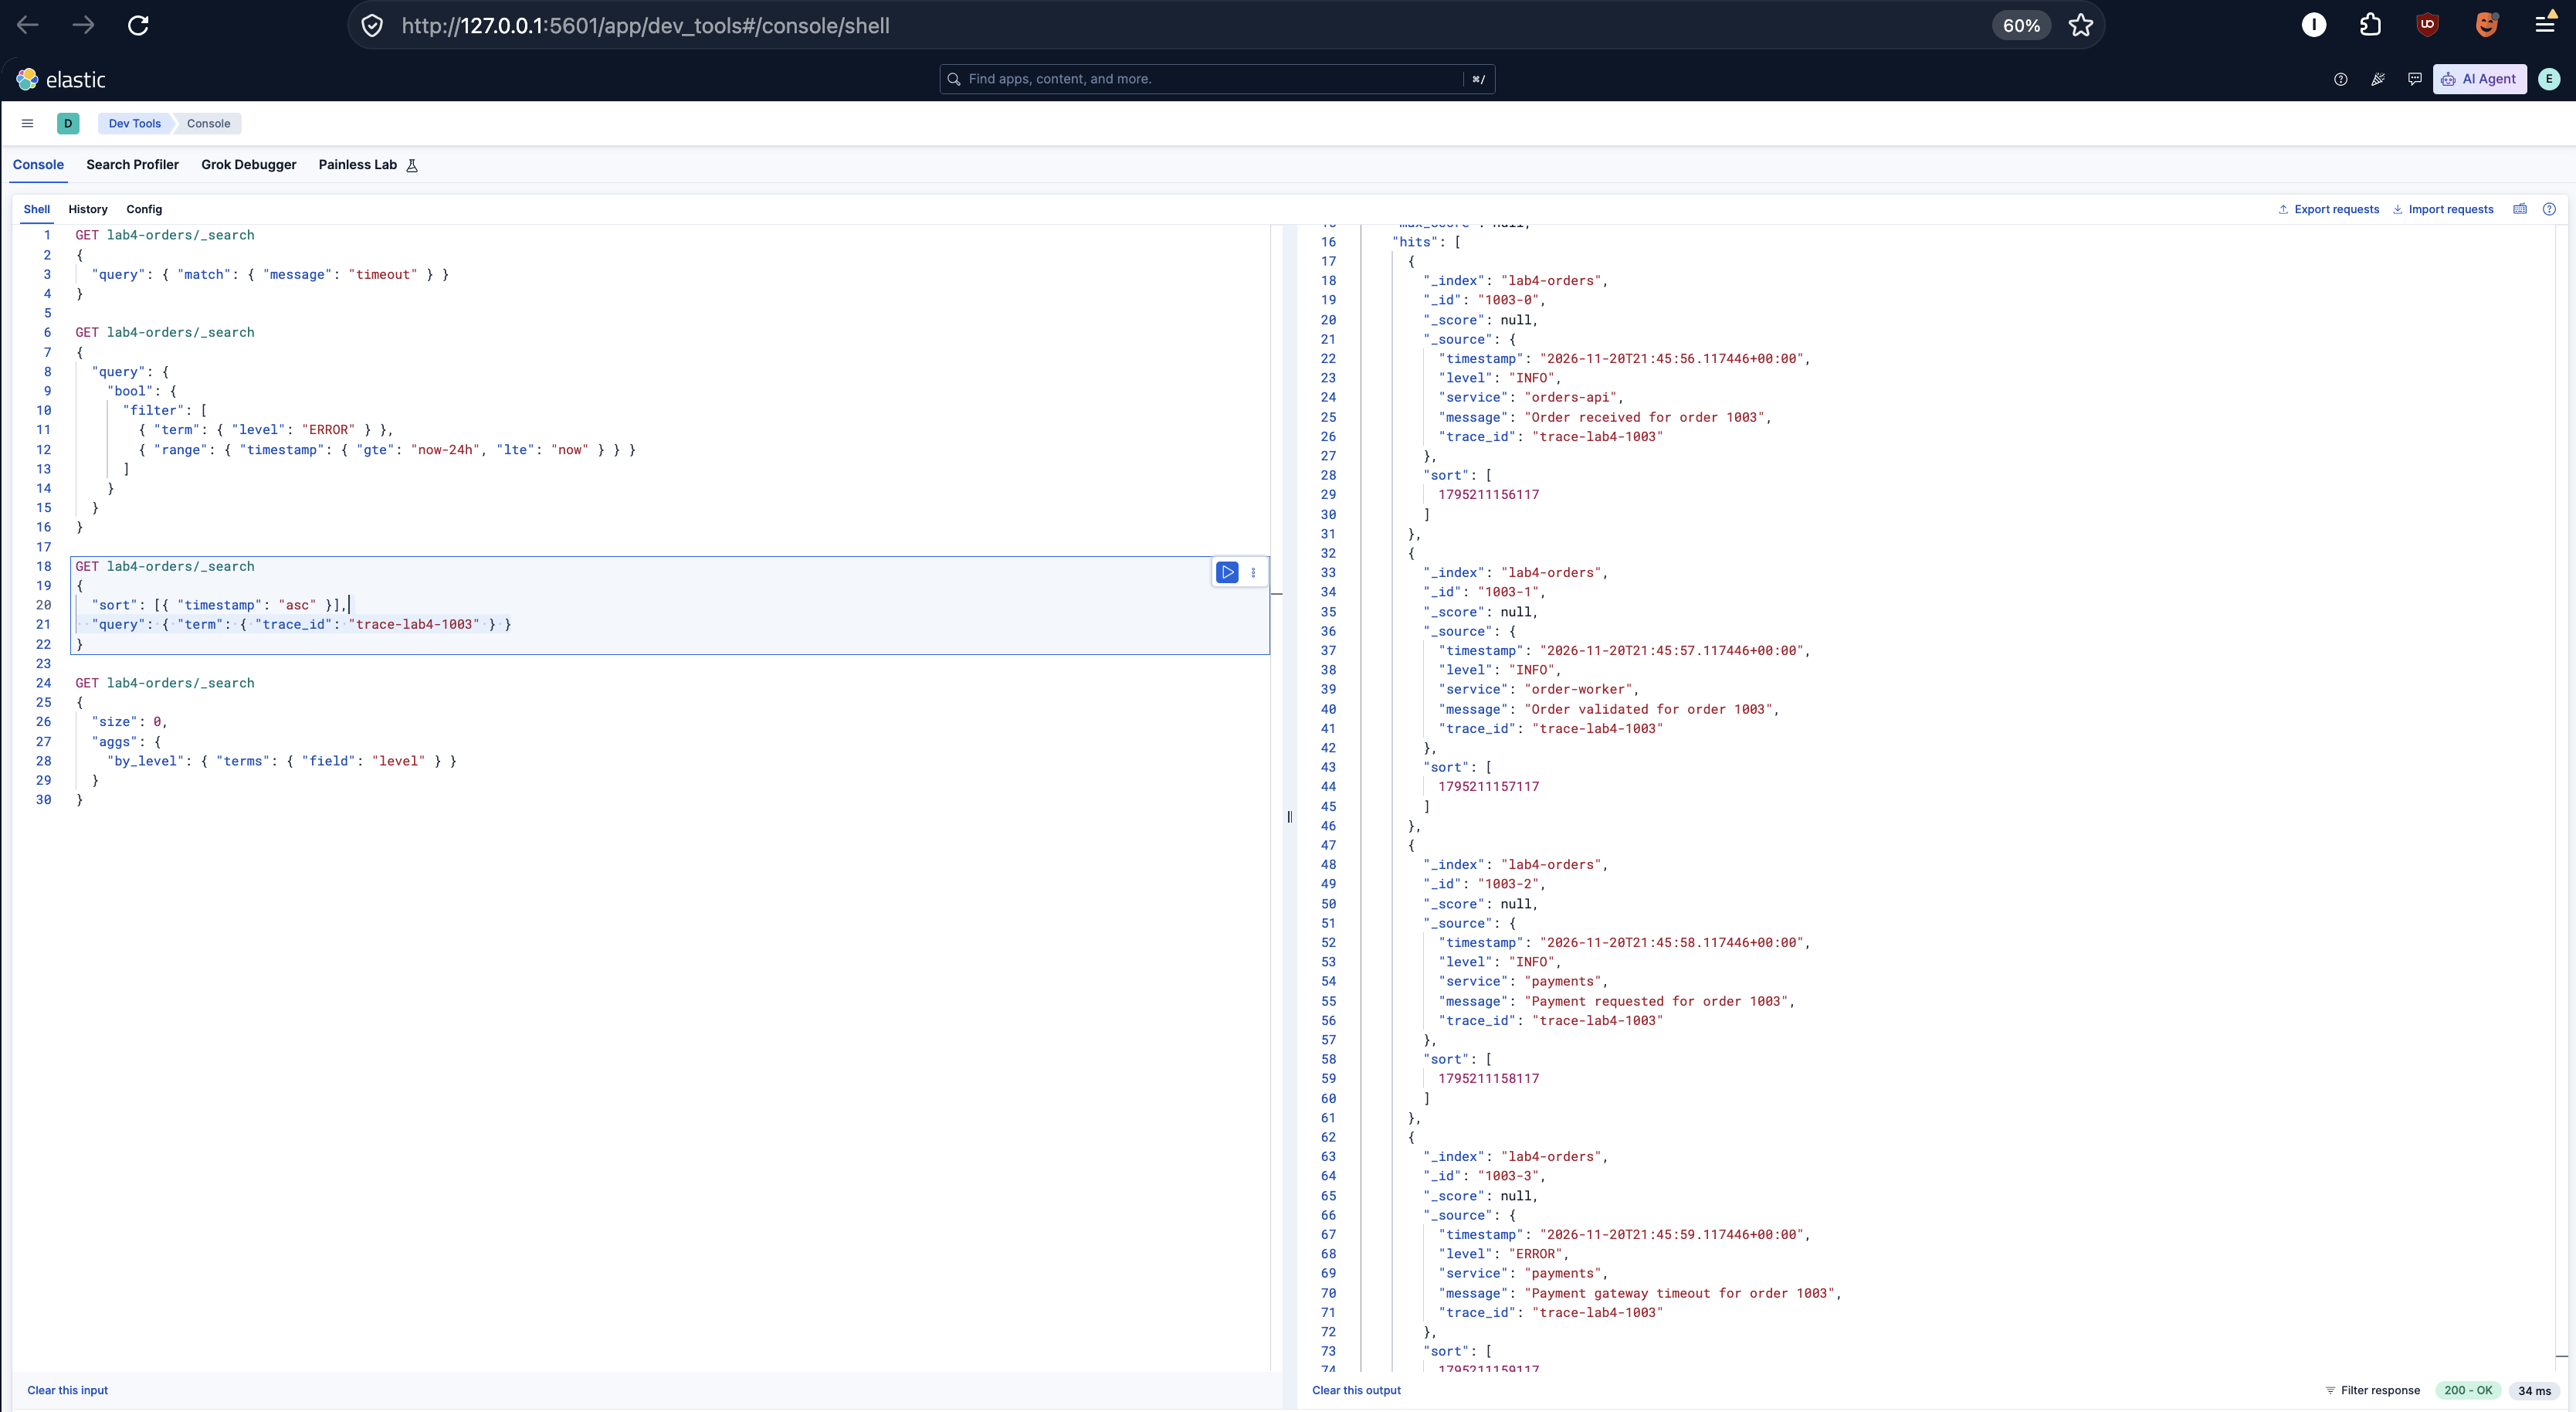 http://127.0.0.1:5601/app/dev_tools#/console/shell
60%
elastic
Find apps, content, and more.
⌘/
AI Agent
E
D
Dev Tools
Console
Console
Search Profiler
Grok Debugger
Painless Lab
Shell
History
Config
Export requests
Import requests
1 GET lab4-orders/_search
2 {
3 "query": { "match": { "message": "timeout" } }
4 }
5
6 GET lab4-orders/_search
7 {
8 "query": {
9 "bool": {
10 "filter": [
11 { "term": { "level": "ERROR" } },
12 { "range": { "timestamp": { "gte": "now-24h", "lte": "now" } } }
13 ]
14 }
15 }
16 }
17
18 GET lab4-orders/_search
19 {
20 "sort": [{ "timestamp": "asc" }],
21 "query": { "term": { "trace_id": "trace-lab4-1003" } }
22 }
23
24 GET lab4-orders/_search
25 {
26 "size": 0,
27 "aggs": {
28 "by_level": { "terms": { "field": "level" } }
29 }
30 }
Clear this input
15 "max_score": null,
16 "hits": [
17 {
18 "_index": "lab4-orders",
19 "_id": "1003-0",
20 "_score": null,
21 "_source": {
22 "timestamp": "2026-11-20T21:45:56.117446+00:00",
23 "level": "INFO",
24 "service": "orders-api",
25 "message": "Order received for order 1003",
26 "trace_id": "trace-lab4-1003"
27 },
28 "sort": [
29 1795211156117
30 ]
31 },
32 {
33 "_index": "lab4-orders",
34 "_id": "1003-1",
35 "_score": null,
36 "_source": {
37 "timestamp": "2026-11-20T21:45:57.117446+00:00",
38 "level": "INFO",
39 "service": "order-worker",
40 "message": "Order validated for order 1003",
41 "trace_id": "trace-lab4-1003"
42 },
43 "sort": [
44 1795211157117
45 ]
46 },
47 {
48 "_index": "lab4-orders",
49 "_id": "1003-2",
50 "_score": null,
51 "_source": {
52 "timestamp": "2026-11-20T21:45:58.117446+00:00",
53 "level": "INFO",
54 "service": "payments",
55 "message": "Payment requested for order 1003",
56 "trace_id": "trace-lab4-1003"
57 },
58 "sort": [
59 1795211158117
60 ]
61 },
62 {
63 "_index": "lab4-orders",
64 "_id": "1003-3",
65 "_score": null,
66 "_source": {
67 "timestamp": "2026-11-20T21:45:59.117446+00:00",
68 "level": "ERROR",
69 "service": "payments",
70 "message": "Payment gateway timeout for order 1003",
71 "trace_id": "trace-lab4-1003"
72 },
73 "sort": [
74 1795211159117
Clear this output
Filter response
200 - OK
34 ms